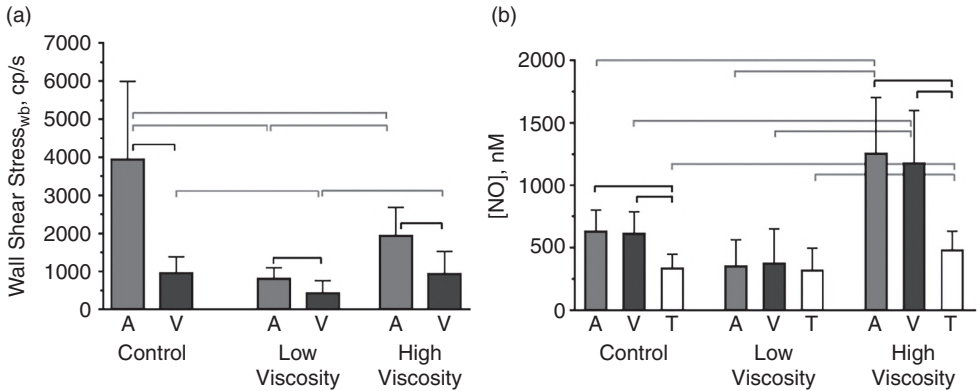 (a)
Wall Shear Stresswb, cp/s
7000
6000
5000
4000
3000
2000
1000
0
A V A V A V
Control Low Viscosity High Viscosity
(b)
[NO], nM
2000
1500
1000
500
0
A V T A V T A V T
Control Low Viscosity High Viscosity